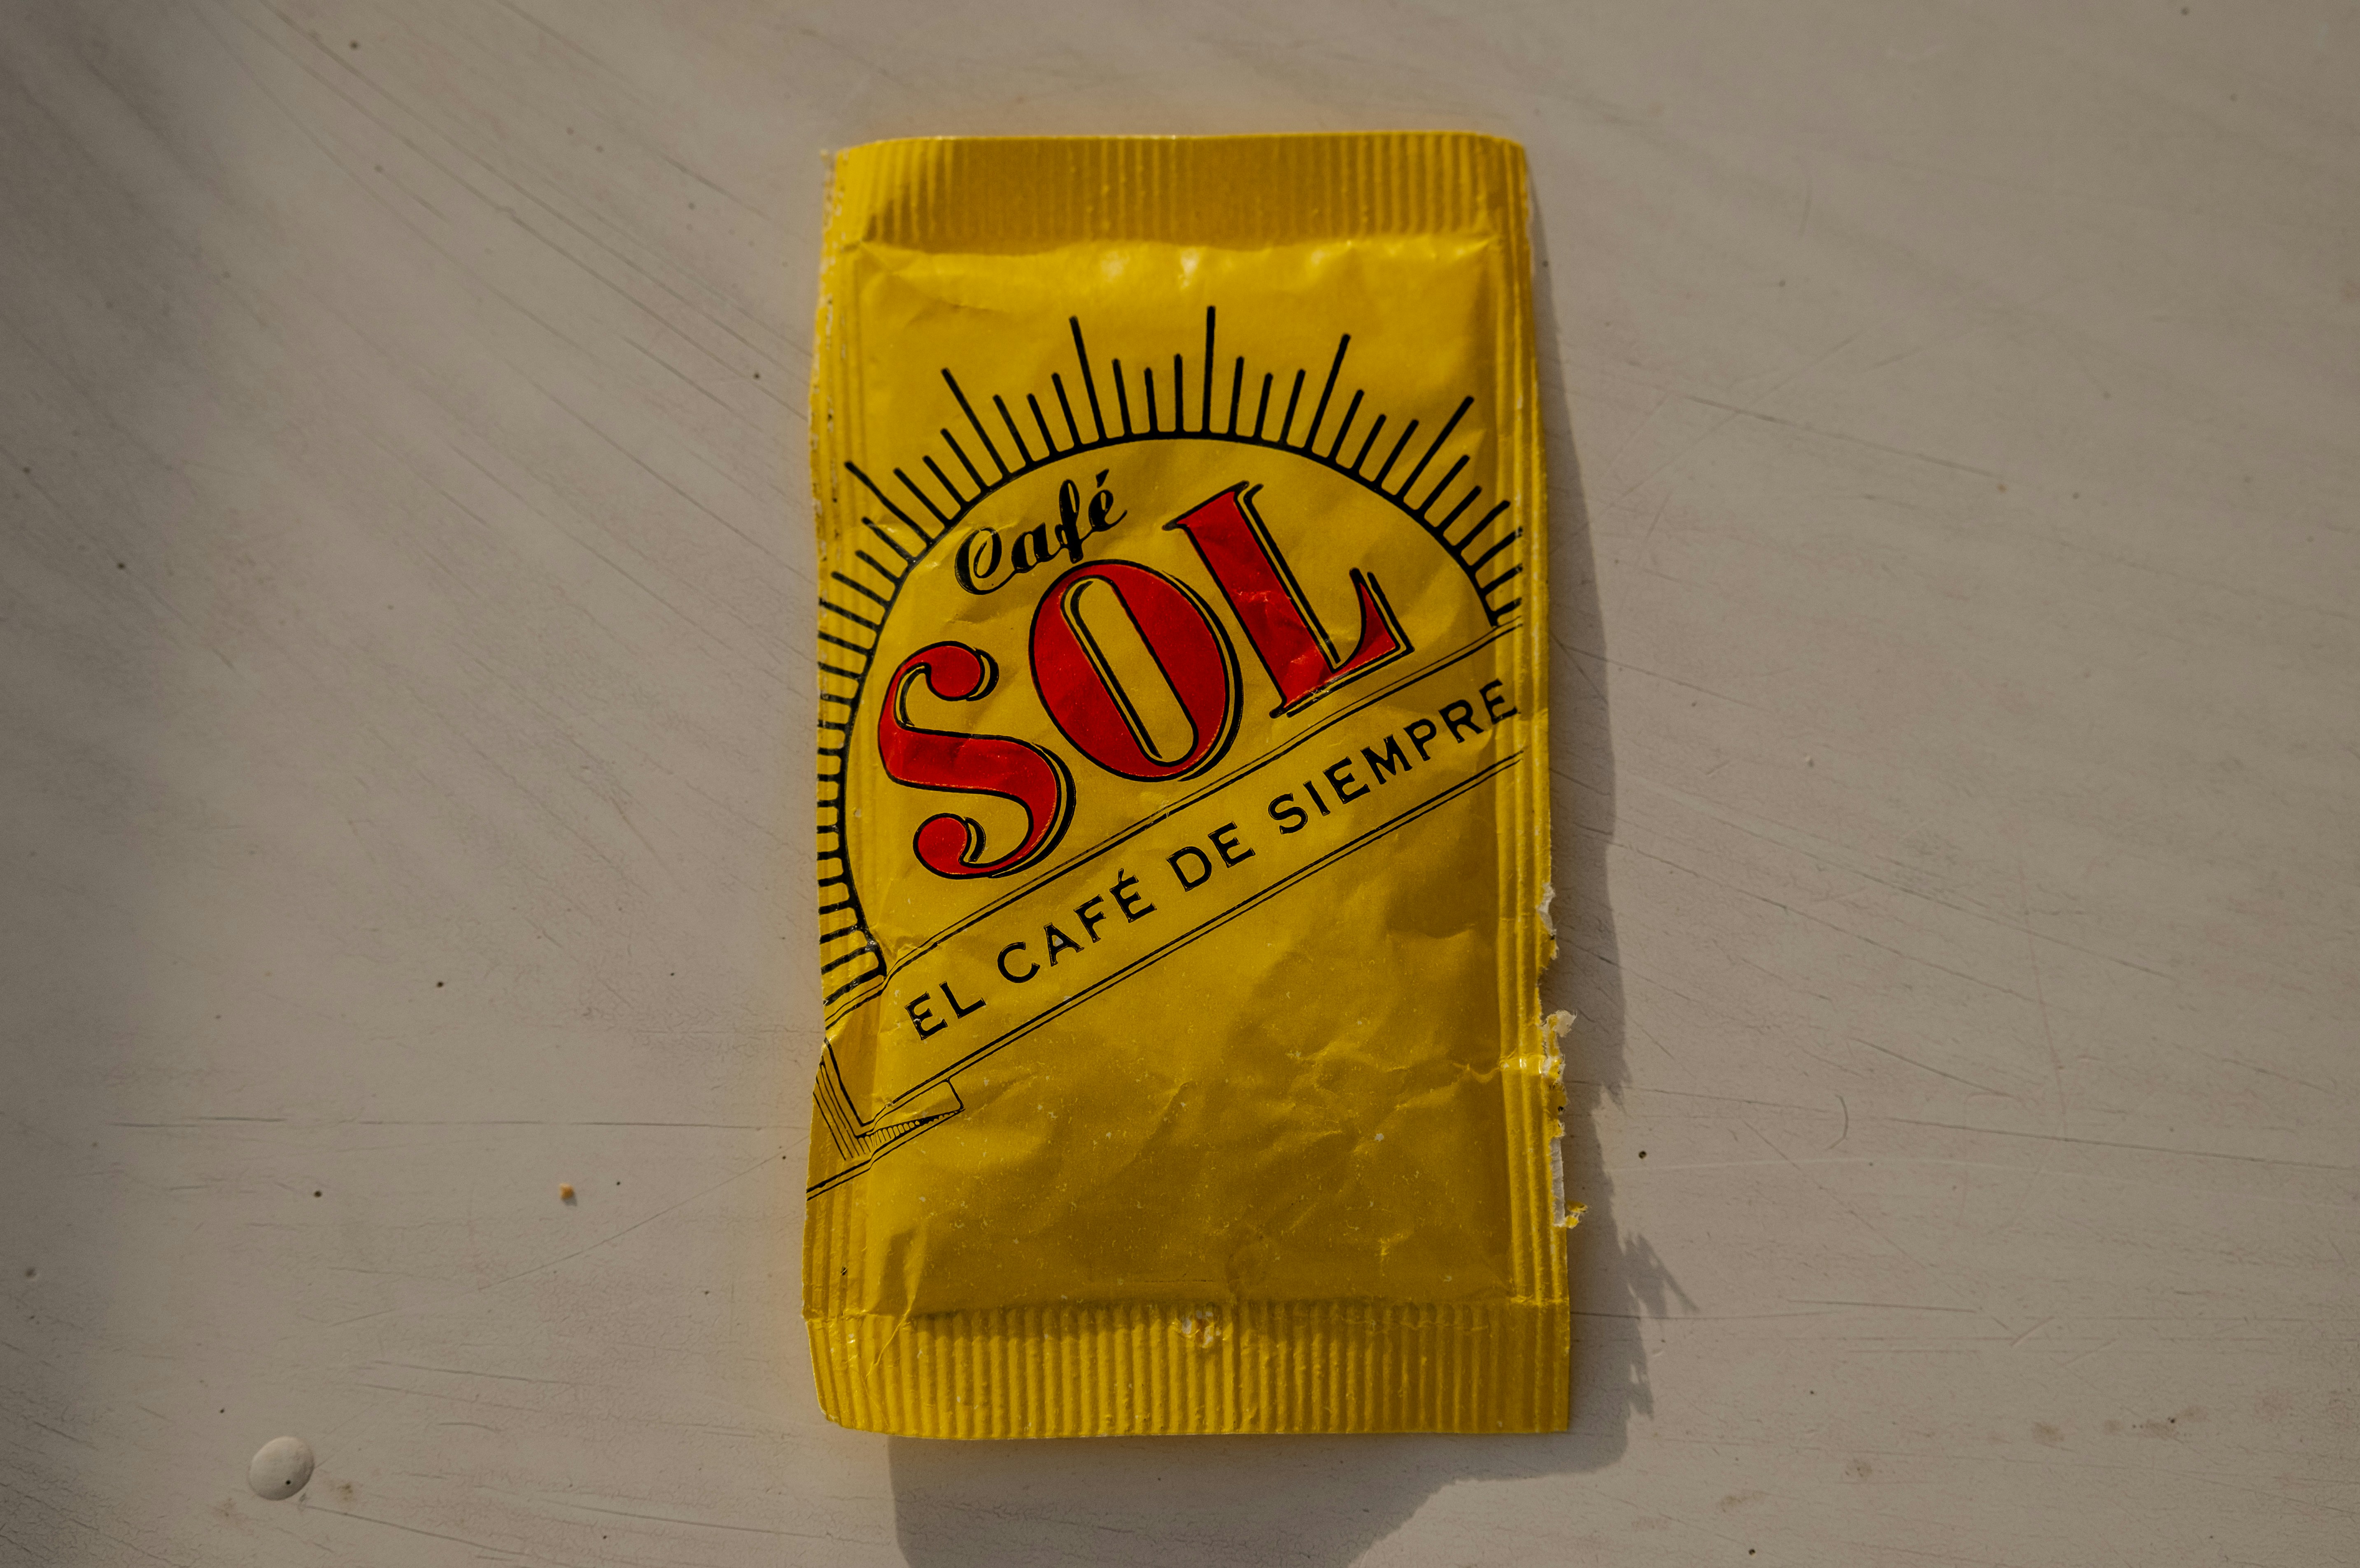 Café
SOL
EL CAFÉ DE SIEMPRE
L